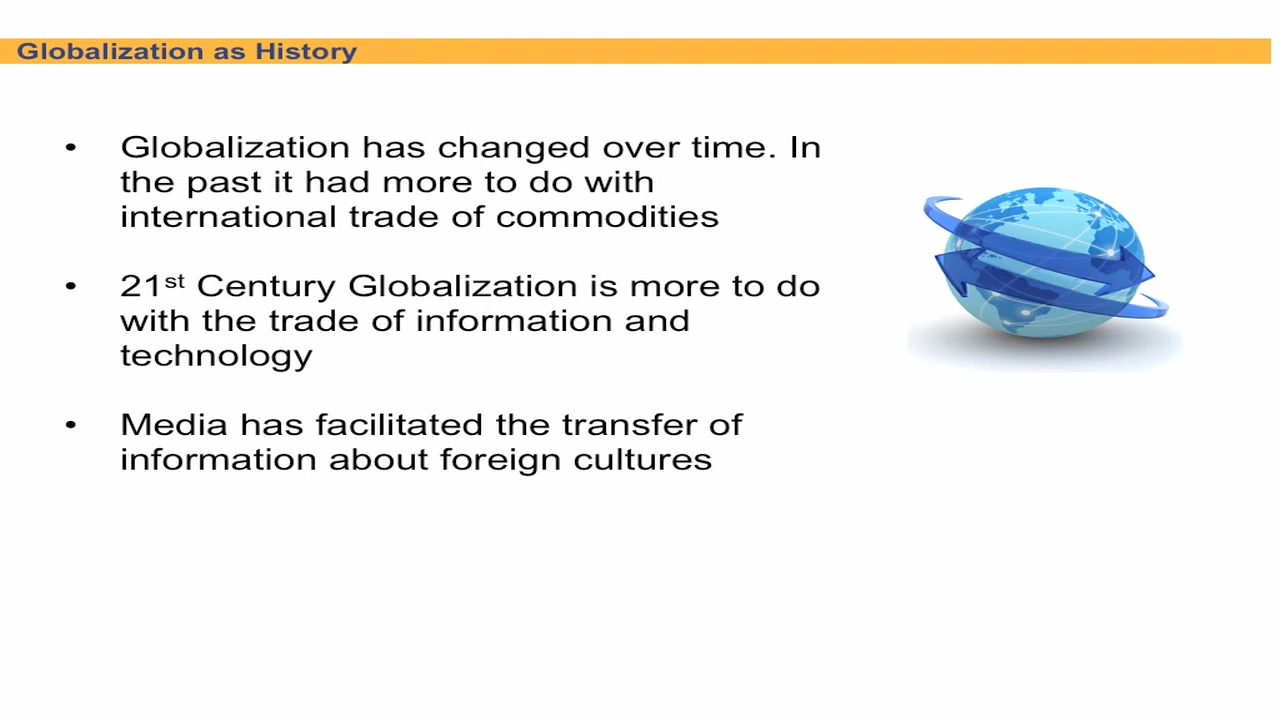 Globalization as History
• Globalization has changed over time. In
the past it had more to do with
international trade of commodities
• 21st Century Globalization is more to do
with the trade of information and
technology
• Media has facilitated the transfer of
information about foreign cultures